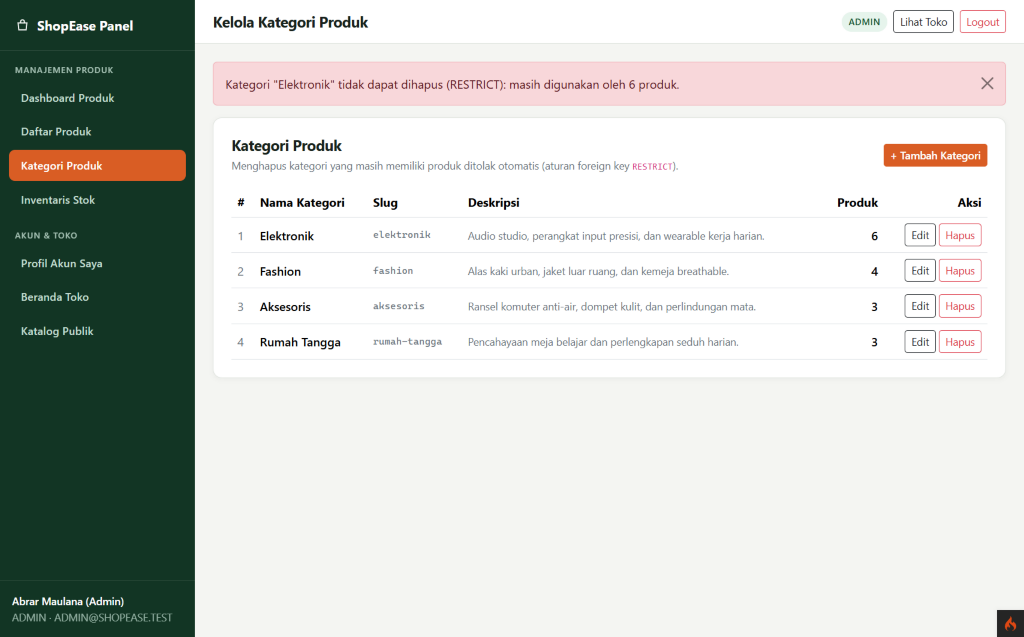 ShopEase Panel
MANAJEMEN PRODUK
Dashboard Produk
Daftar Produk
Kategori Produk
Inventaris Stok
AKUN & TOKO
Profil Akun Saya
Beranda Toko
Katalog Publik
Abrar Maulana (Admin)
ADMIN · ADMIN@SHOPEASE.TEST
Kelola Kategori Produk
ADMIN
Lihat Toko
Logout
Kategori "Elektronik" tidak dapat dihapus (RESTRICT): masih digunakan oleh 6 produk.
Kategori Produk
Menghapus kategori yang masih memiliki produk ditolak otomatis (aturan foreign key RESTRICT).
+ Tambah Kategori
# Nama Kategori Slug Deskripsi Produk Aksi
1 Elektronik elektronik Audio studio, perangkat input presisi, dan wearable kerja harian. 6 Edit Hapus
2 Fashion fashion Alas kaki urban, jaket luar ruang, dan kemeja breathable. 4 Edit Hapus
3 Aksesoris aksesoris Ransel komuter anti-air, dompet kulit, dan perlindungan mata. 3 Edit Hapus
4 Rumah Tangga rumah-tangga Pencahayaan meja belajar dan perlengkapan seduh harian. 3 Edit Hapus